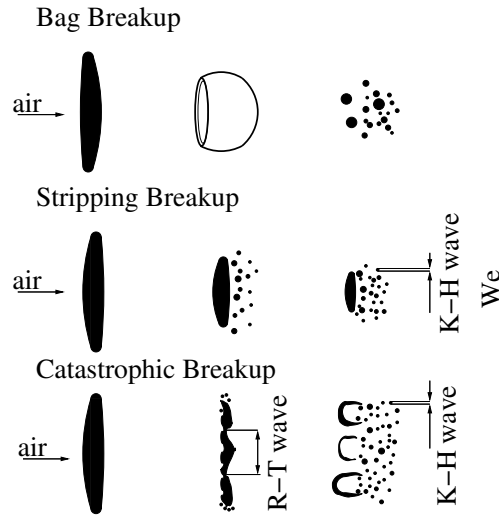 Bag Breakup
air
Stripping Breakup
air
K−H wave
We
Catastrophic Breakup
air
R−T wave
K−H wave